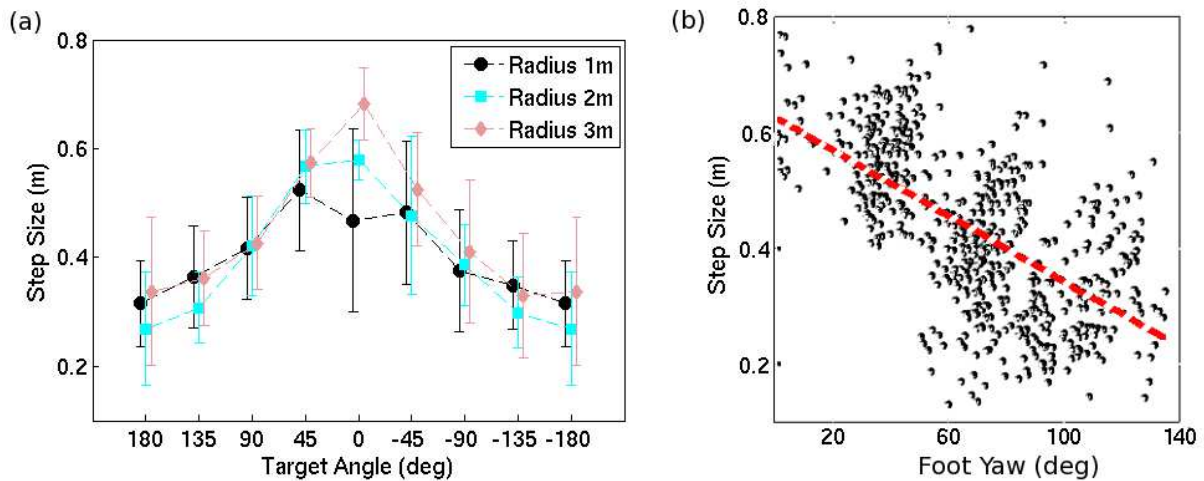 (a)
0.8
0.6
0.4
0.2
Step Size (m)
Radius 1m
Radius 2m
Radius 3m
180 135 90 45 0 -45 -90 -135 -180
Target Angle (deg)
(b)
0.8
0.6
0.4
0.2
Step Size (m)
20 60 100 140
Foot Yaw (deg)